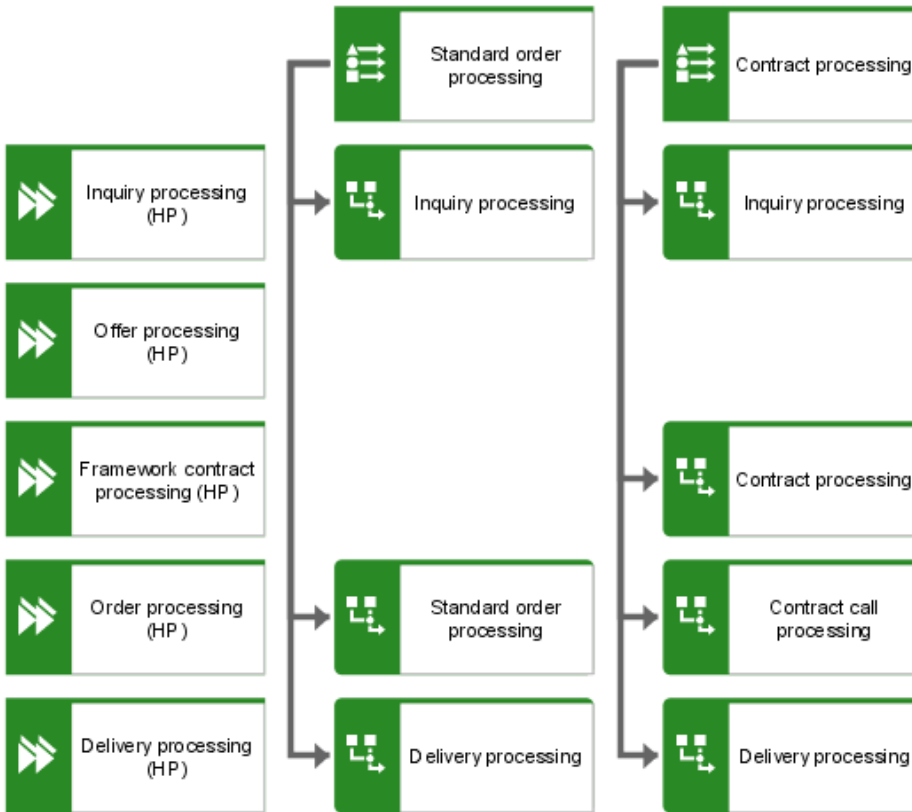 Standard order
processing
Contract processing
Inquiry processing
(HP)
Inquiry processing
Inquiry processing
Offer processing
(HP)
Framework contract
processing (HP)
Contract processing
Order processing
(HP)
Standard order
processing
Contract call
processing
Delivery processing
(HP)
Delivery processing
Delivery processing